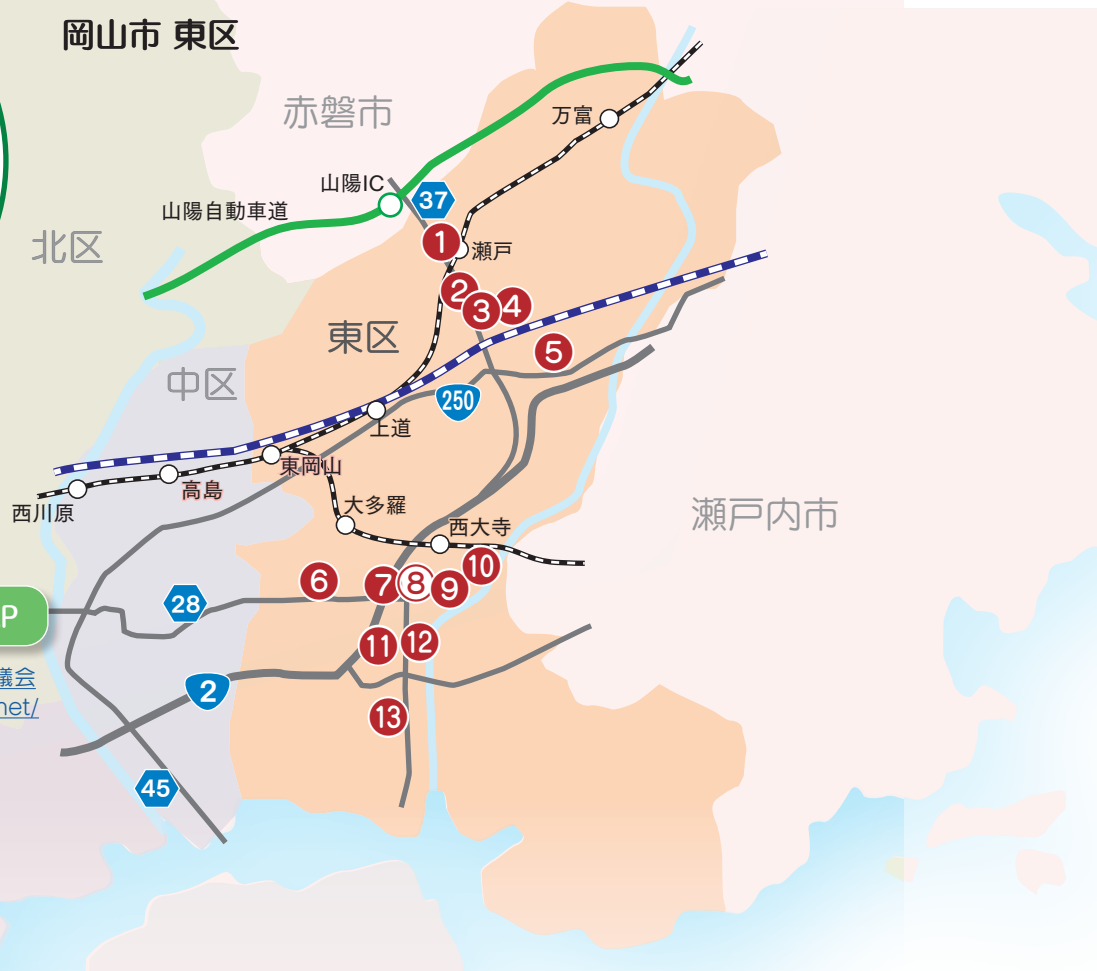 岡山市 東区
赤磐市
万富
山陽IC
37
山陽自動車道
1
瀬戸
北区
2
3
4
東区
5
中区
250
上道
東岡山
高島
西川原
大多羅
西大寺
瀬戸内市
10
6
7
8
9
28
P
11
12
議会
net/
2
13
45